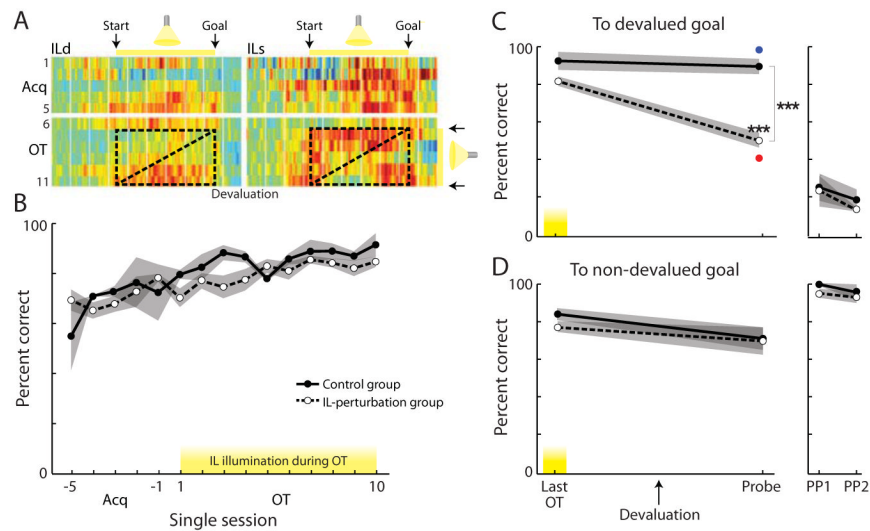 A
Start
Goal
Start
Goal
ILd
ILs
1
Acq
5
6
OT
11
Devaluation
B
100
Percent correct
0
Control group
IL-perturbation group
IL illumination during OT
-5
-1
1
10
Acq
OT
Single session
C
To devalued goal
100
Percent correct
0
***
***
D
To non-devalued goal
100
Percent correct
0
Last
OT
Probe
PP1
PP2
Devaluation